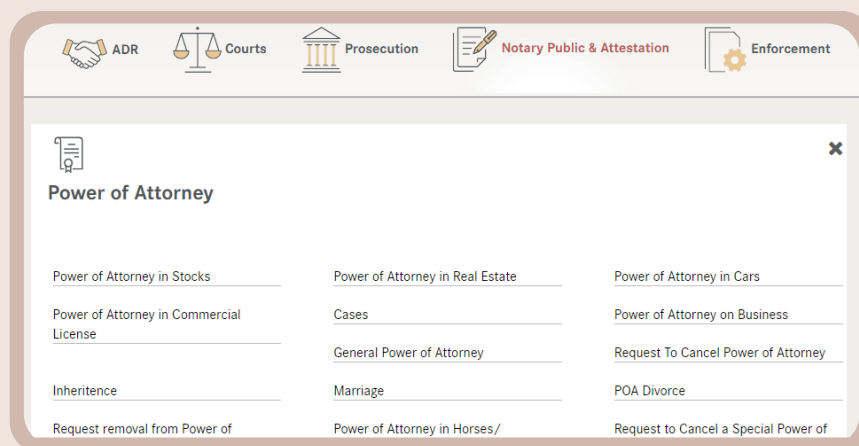 ADR
Courts
Prosecution
Notary Public & Attestation
Enforcement
Power of Attorney
Power of Attorney in Stocks
Power of Attorney in Real Estate
Power of Attorney in Cars
Power of Attorney in Commercial
License
Cases
Power of Attorney on Business
General Power of Attorney
Request To Cancel Power of Attorney
Inheritence
Marriage
POA Divorce
Request removal from Power of
Power of Attorney in Horses/
Request to Cancel a Special Power of